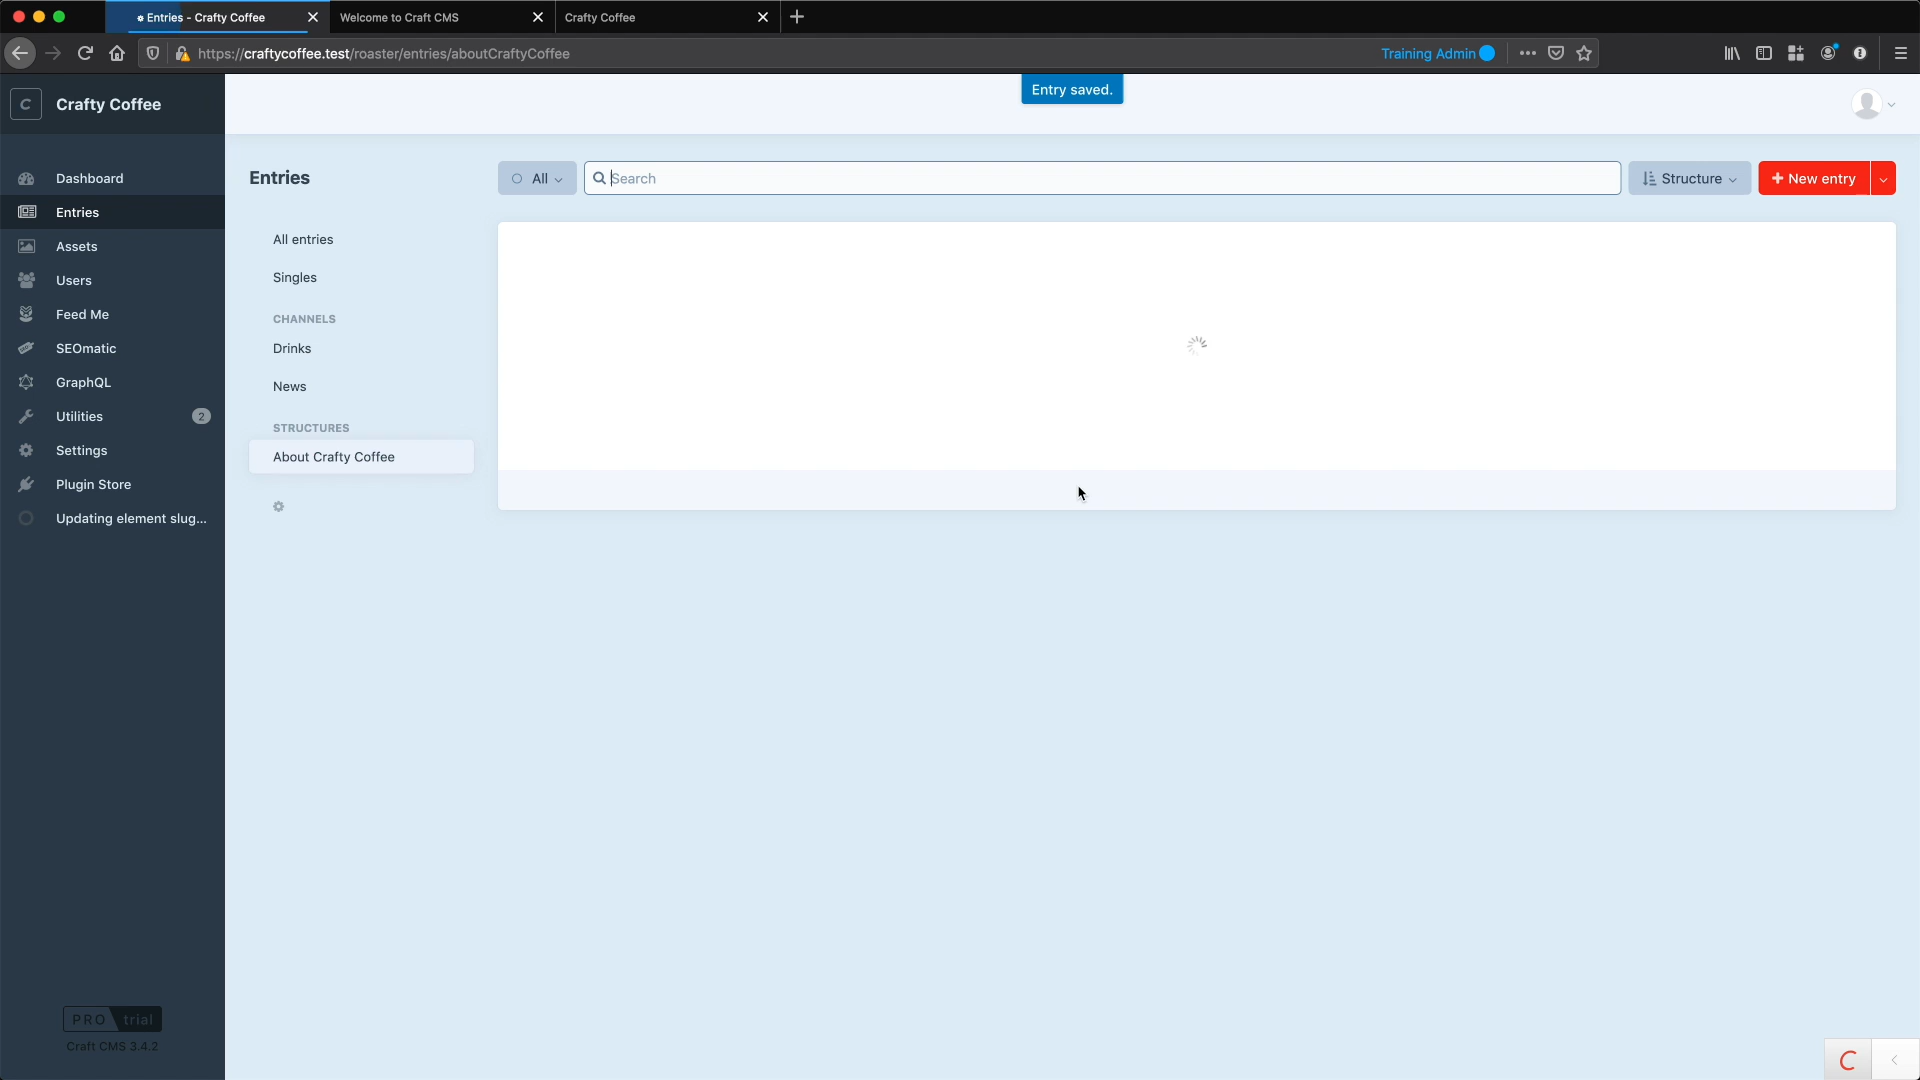 Entries - Crafty Coffee
Welcome to Craft CMS
Crafty Coffee
https://craftycoffee.test/roaster/entries/aboutCraftyCoffee
Training Admin
C Crafty Coffee
Entry saved.
Dashboard
Entries
Assets
Users
Feed Me
SEOmatic
GraphQL
Utilities 2
Settings
Plugin Store
Updating element slug...
PRO trial
Craft CMS 3.4.2
Entries
All
Search
Structure
New entry
All entries
Singles
CHANNELS
Drinks
News
STRUCTURES
About Crafty Coffee
C